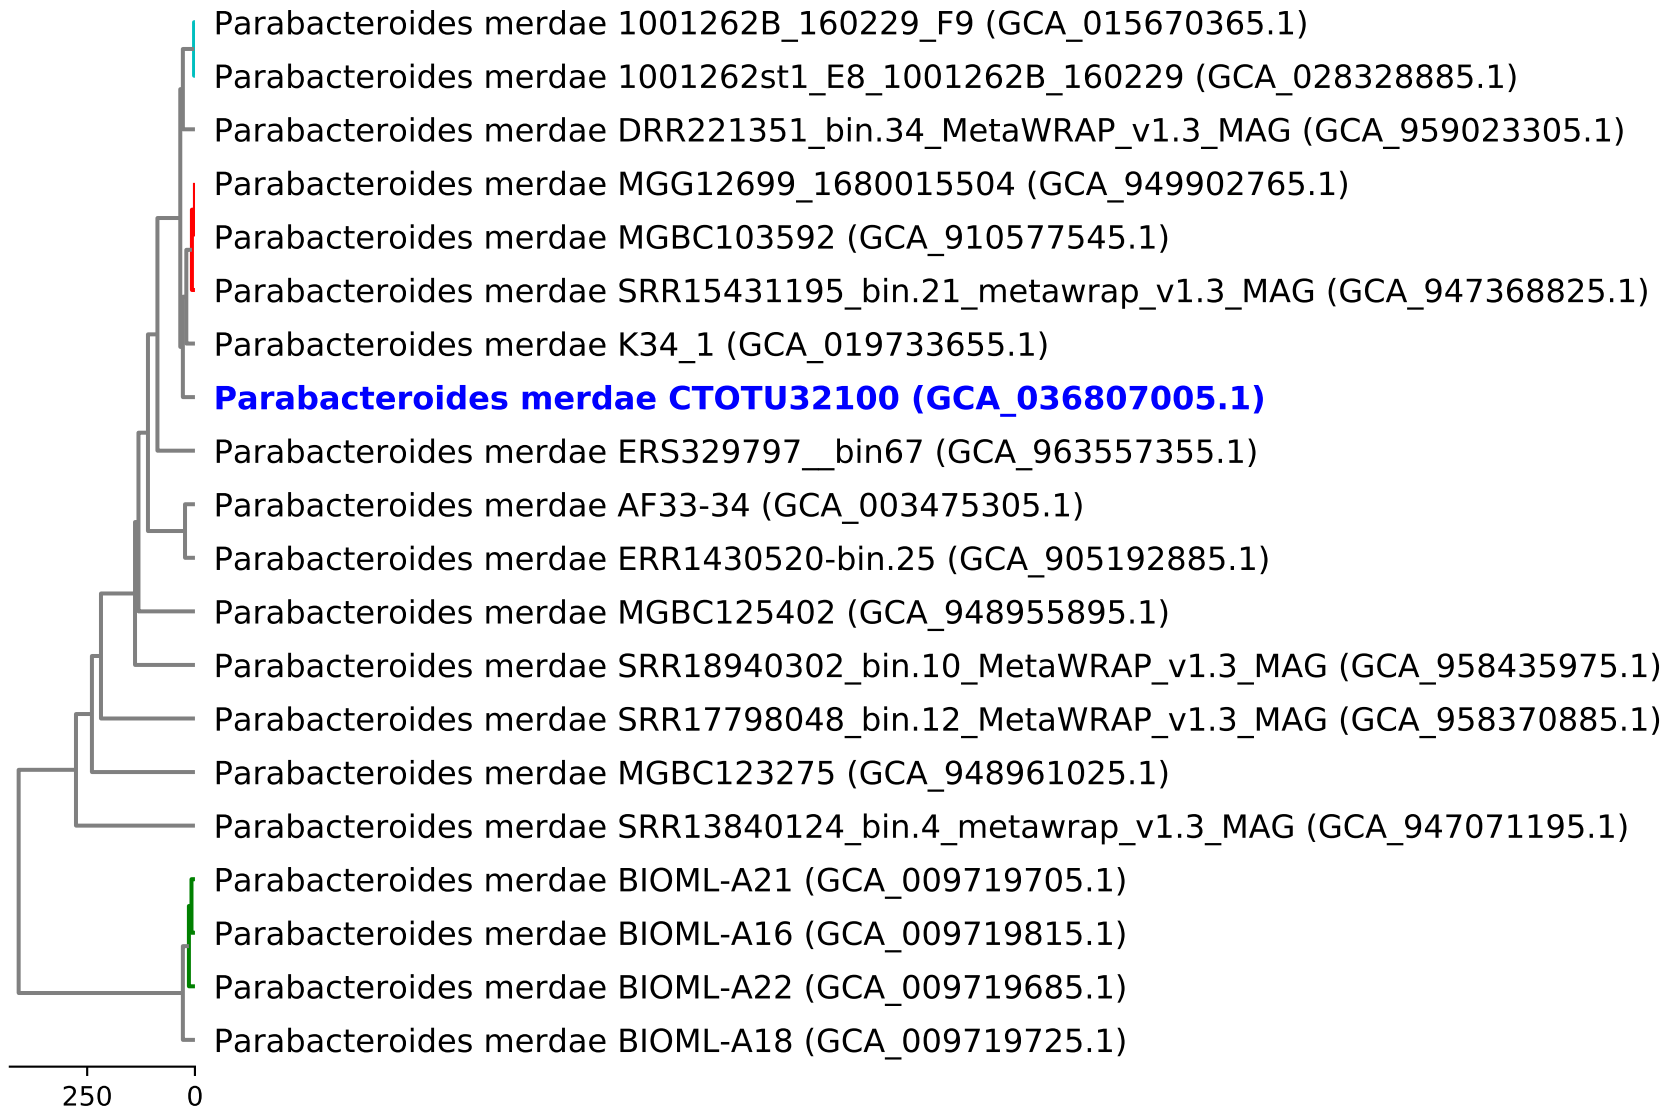 Parabacteroides merdae 1001262B_160229_F9 (GCA_015670365.1)
Parabacteroides merdae 1001262st1_E8_1001262B_160229 (GCA_028328885.1)
Parabacteroides merdae DRR221351_bin.34_MetaWRAP_v1.3_MAG (GCA_959023305.1)
Parabacteroides merdae MGG12699_1680015504 (GCA_949902765.1)
Parabacteroides merdae MGBC103592 (GCA_910577545.1)
Parabacteroides merdae SRR15431195_bin.21_metawrap_v1.3_MAG (GCA_947368825.1)
Parabacteroides merdae K34_1 (GCA_019733655.1)
Parabacteroides merdae CTOTU32100 (GCA_036807005.1)
Parabacteroides merdae ERS329797__bin67 (GCA_963557355.1)
Parabacteroides merdae AF33-34 (GCA_003475305.1)
Parabacteroides merdae ERR1430520-bin.25 (GCA_905192885.1)
Parabacteroides merdae MGBC125402 (GCA_948955895.1)
Parabacteroides merdae SRR18940302_bin.10_MetaWRAP_v1.3_MAG (GCA_958435975.1)
Parabacteroides merdae SRR17798048_bin.12_MetaWRAP_v1.3_MAG (GCA_958370885.1)
Parabacteroides merdae MGBC123275 (GCA_948961025.1)
Parabacteroides merdae SRR13840124_bin.4_metawrap_v1.3_MAG (GCA_947071195.1)
Parabacteroides merdae BIOML-A21 (GCA_009719705.1)
Parabacteroides merdae BIOML-A16 (GCA_009719815.1)
Parabacteroides merdae BIOML-A22 (GCA_009719685.1)
Parabacteroides merdae BIOML-A18 (GCA_009719725.1)
250 0